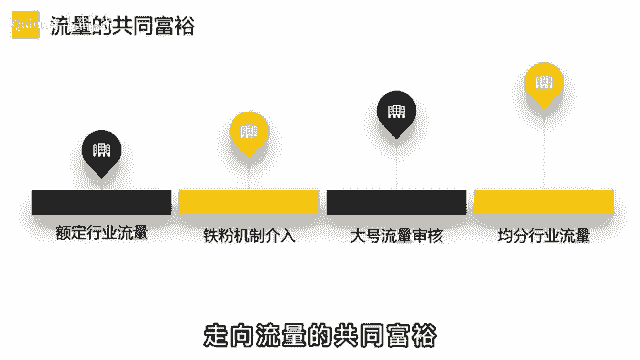 流量的共同富裕
额定行业流量
铁粉机制介入
大号流量审核
均分行业流量
走向流量的共同富裕